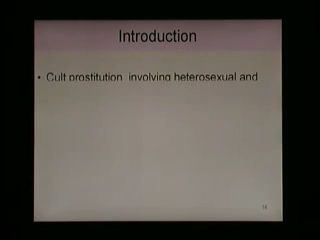 Introduction
• Cult prostitution involving heterosexual and